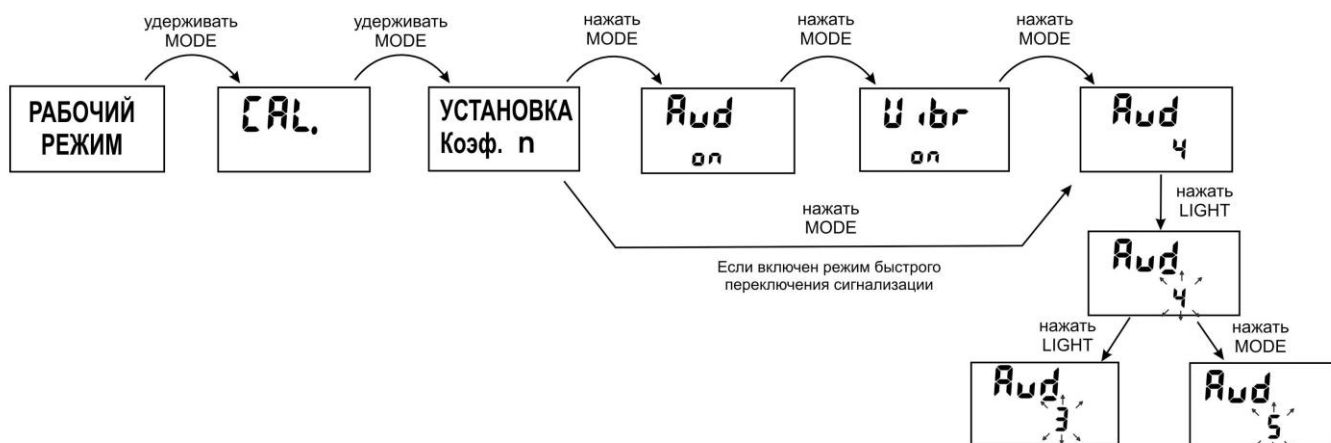 удерживать
MODE
удерживать
MODE
нажать
MODE
нажать
MODE
нажать
MODE
РАБОЧИЙ
РЕЖИМ
CAL.
УСТАНОВКА
Коэф. n
Aud
on
Vibr
on
Aud
4
нажать
MODE
Если включен режим быстрого
переключения сигнализации
нажать
LIGHT
Aud
4
нажать
LIGHT
нажать
MODE
Aud
3
Aud
5